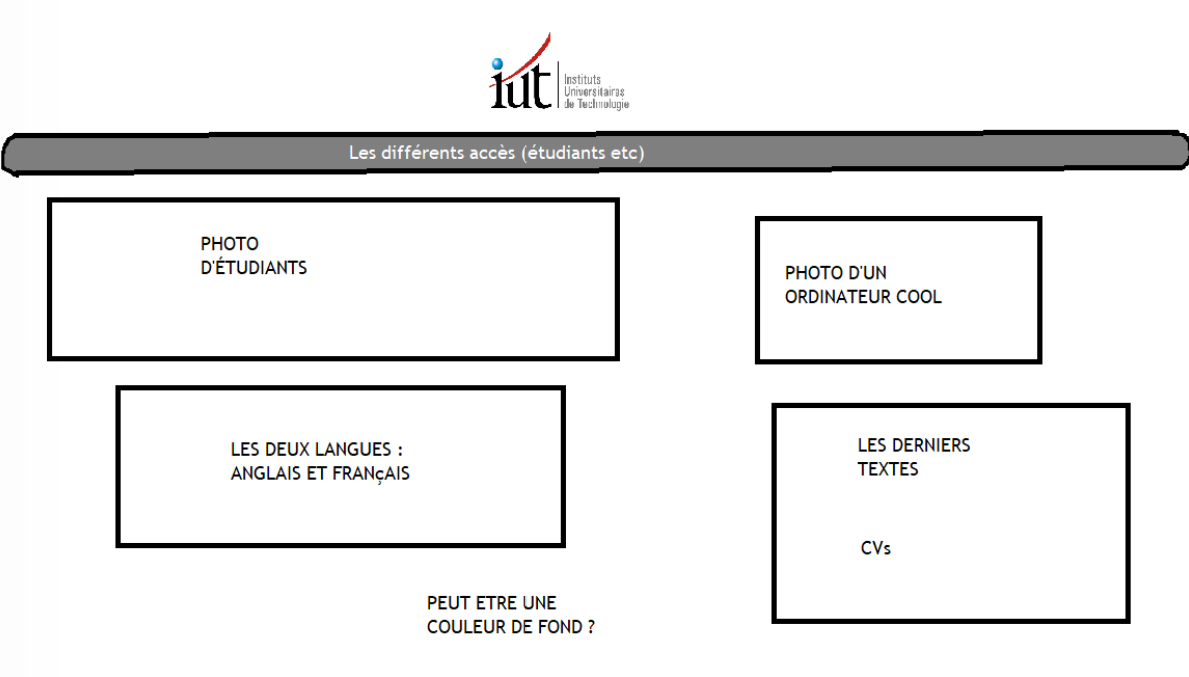 iut
Instituts
Universitaires
de Technologie
Les différents accès (étudiants etc)
PHOTO
D'ÉTUDIANTS
PHOTO D'UN
ORDINATEUR COOL
LES DEUX LANGUES :
ANGLAIS ET FRANçAIS
LES DERNIERS
TEXTES
CVs
PEUT ETRE UNE
COULEUR DE FOND ?